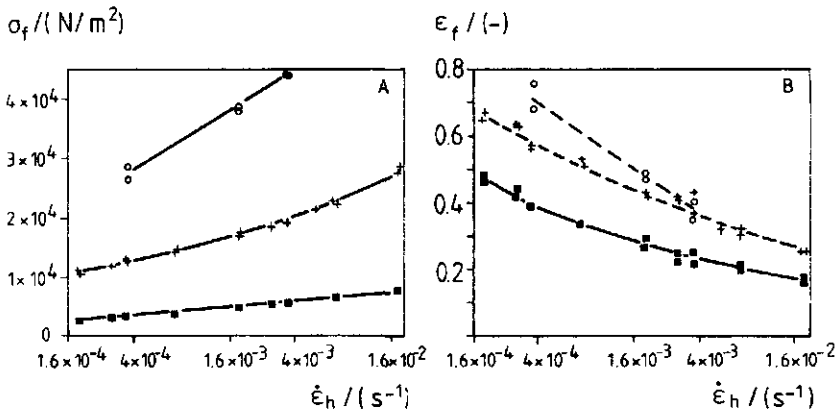 σf /(N/m²)
εf /(-)
4×10⁴
3×10⁴
2×10⁴
1×10⁴
0
A
0.8
0.6
0.4
0.2
B
1.6×10⁻⁴ 4×10⁻⁴ 1.6×10⁻³ 4×10⁻³ 1.6×10⁻²
1.6×10⁻⁴ 4×10⁻⁴ 1.6×10⁻³ 4×10⁻³ 1.6×10⁻²
ε̇h /(s⁻¹)
ε̇h /(s⁻¹)